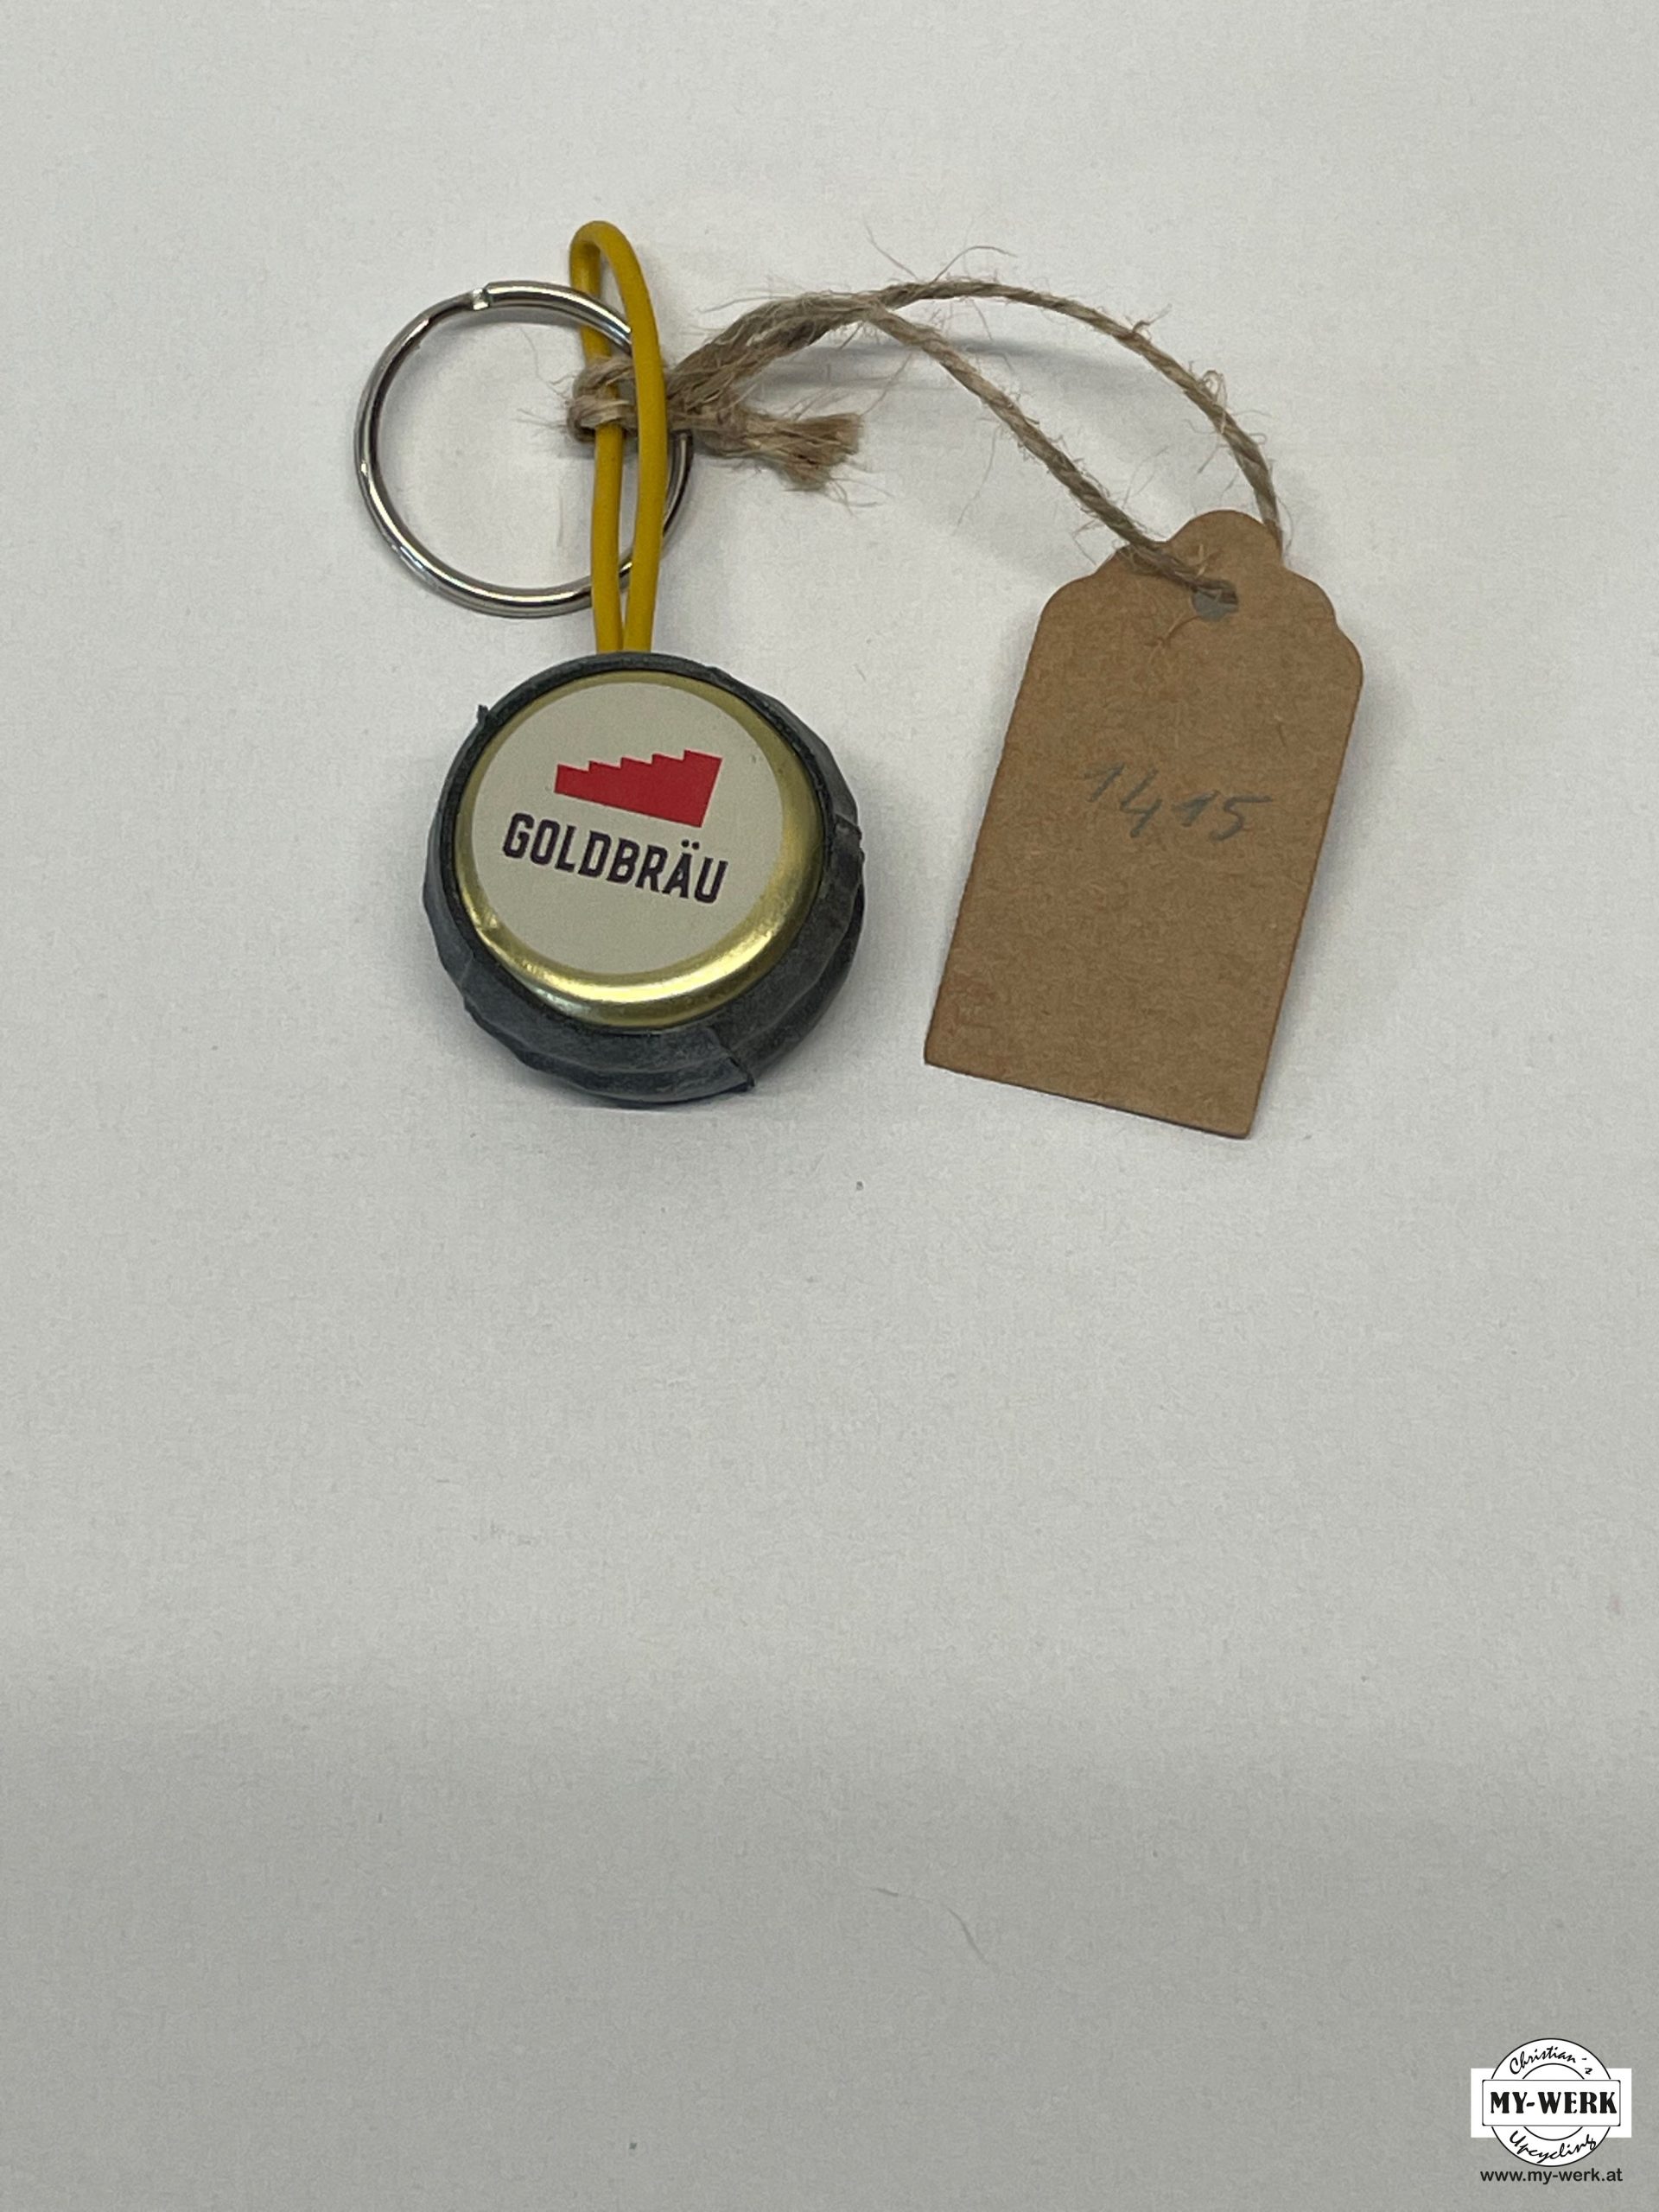 GOLDBRÄU
1415
Christian´s
MY-WERK
Upcycling
www.my-werk.at